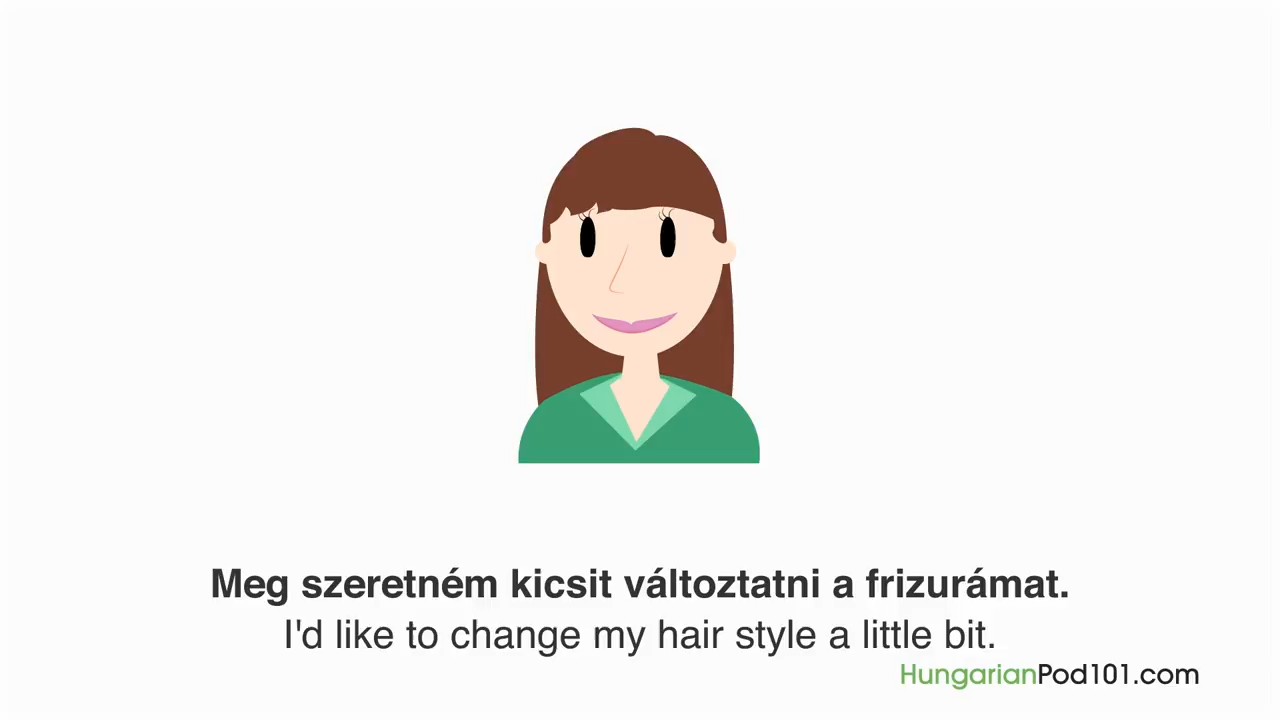 Meg szeretném kicsit változtatni a frizurámat.
I'd like to change my hair style a little bit.
HungarianPod101.com